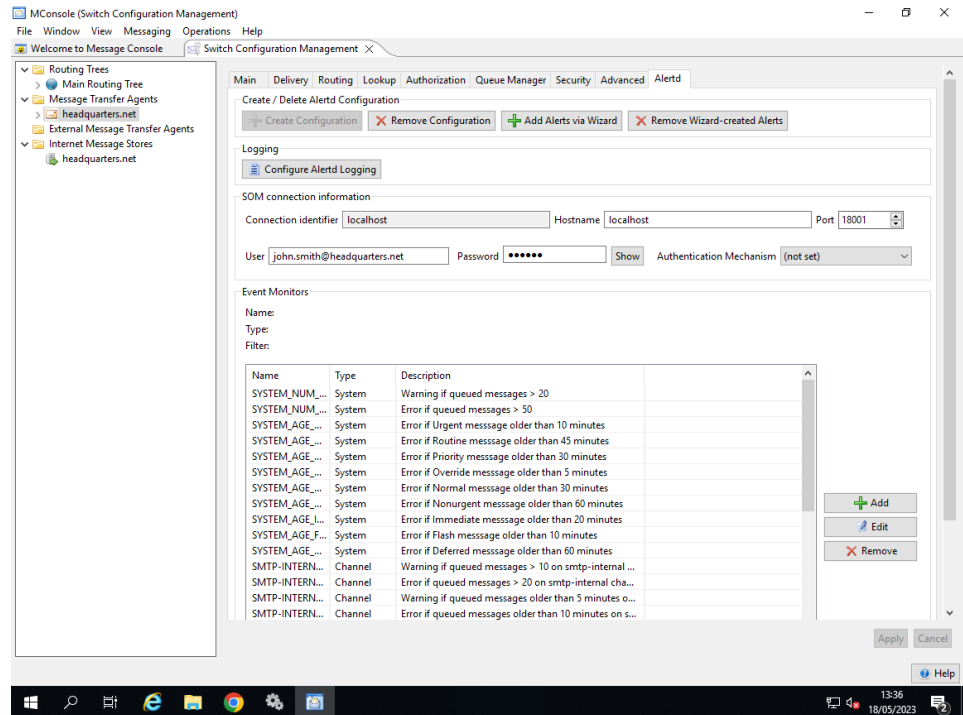 MConsole (Switch Configuration Management)
File Window View Messaging Operations Help
Welcome to Message Console Switch Configuration Management
Routing Trees
Main Routing Tree
Message Transfer Agents
headquarters.net
External Message Transfer Agents
Internet Message Stores
headquarters.net
Main Delivery Routing Lookup Authorization Queue Manager Security Advanced Alertd
Create / Delete Alertd Configuration
Create Configuration Remove Configuration Add Alerts via Wizard Remove Wizard-created Alerts
Logging
Configure Alertd Logging
SOM connection information
Connection identifier localhost Hostname localhost Port 18001
User john.smith@headquarters.net Password •••••• Show Authentication Mechanism (not set)
Event Monitors
Name:
Type:
Filter:
Name Type Description
SYSTEM_NUM_... System Warning if queued messages > 20
SYSTEM_NUM_... System Error if queued messages > 50
SYSTEM_AGE_... System Error if Urgent messsage older than 10 minutes
SYSTEM_AGE_... System Error if Routine messsage older than 45 minutes
SYSTEM_AGE_... System Error if Priority messsage older than 30 minutes
SYSTEM_AGE_... System Error if Override messsage older than 5 minutes
SYSTEM_AGE_... System Error if Normal messsage older than 30 minutes
SYSTEM_AGE_... System Error if Nonurgent messsage older than 60 minutes
SYSTEM_AGE_I... System Error if Immediate messsage older than 20 minutes
SYSTEM_AGE_F... System Error if Flash messsage older than 10 minutes
SYSTEM_AGE_... System Error if Deferred messsage older than 60 minutes
SMTP-INTERN... Channel Warning if queued messages > 10 on smtp-internal ...
SMTP-INTERN... Channel Error if queued messages > 20 on smtp-internal cha...
SMTP-INTERN... Channel Warning if queued messages older than 5 minutes o...
SMTP-INTERN... Channel Error if queued messages older than 10 minutes on s...
Add
Edit
Remove
Apply Cancel
Help
13:36
18/05/2023
2